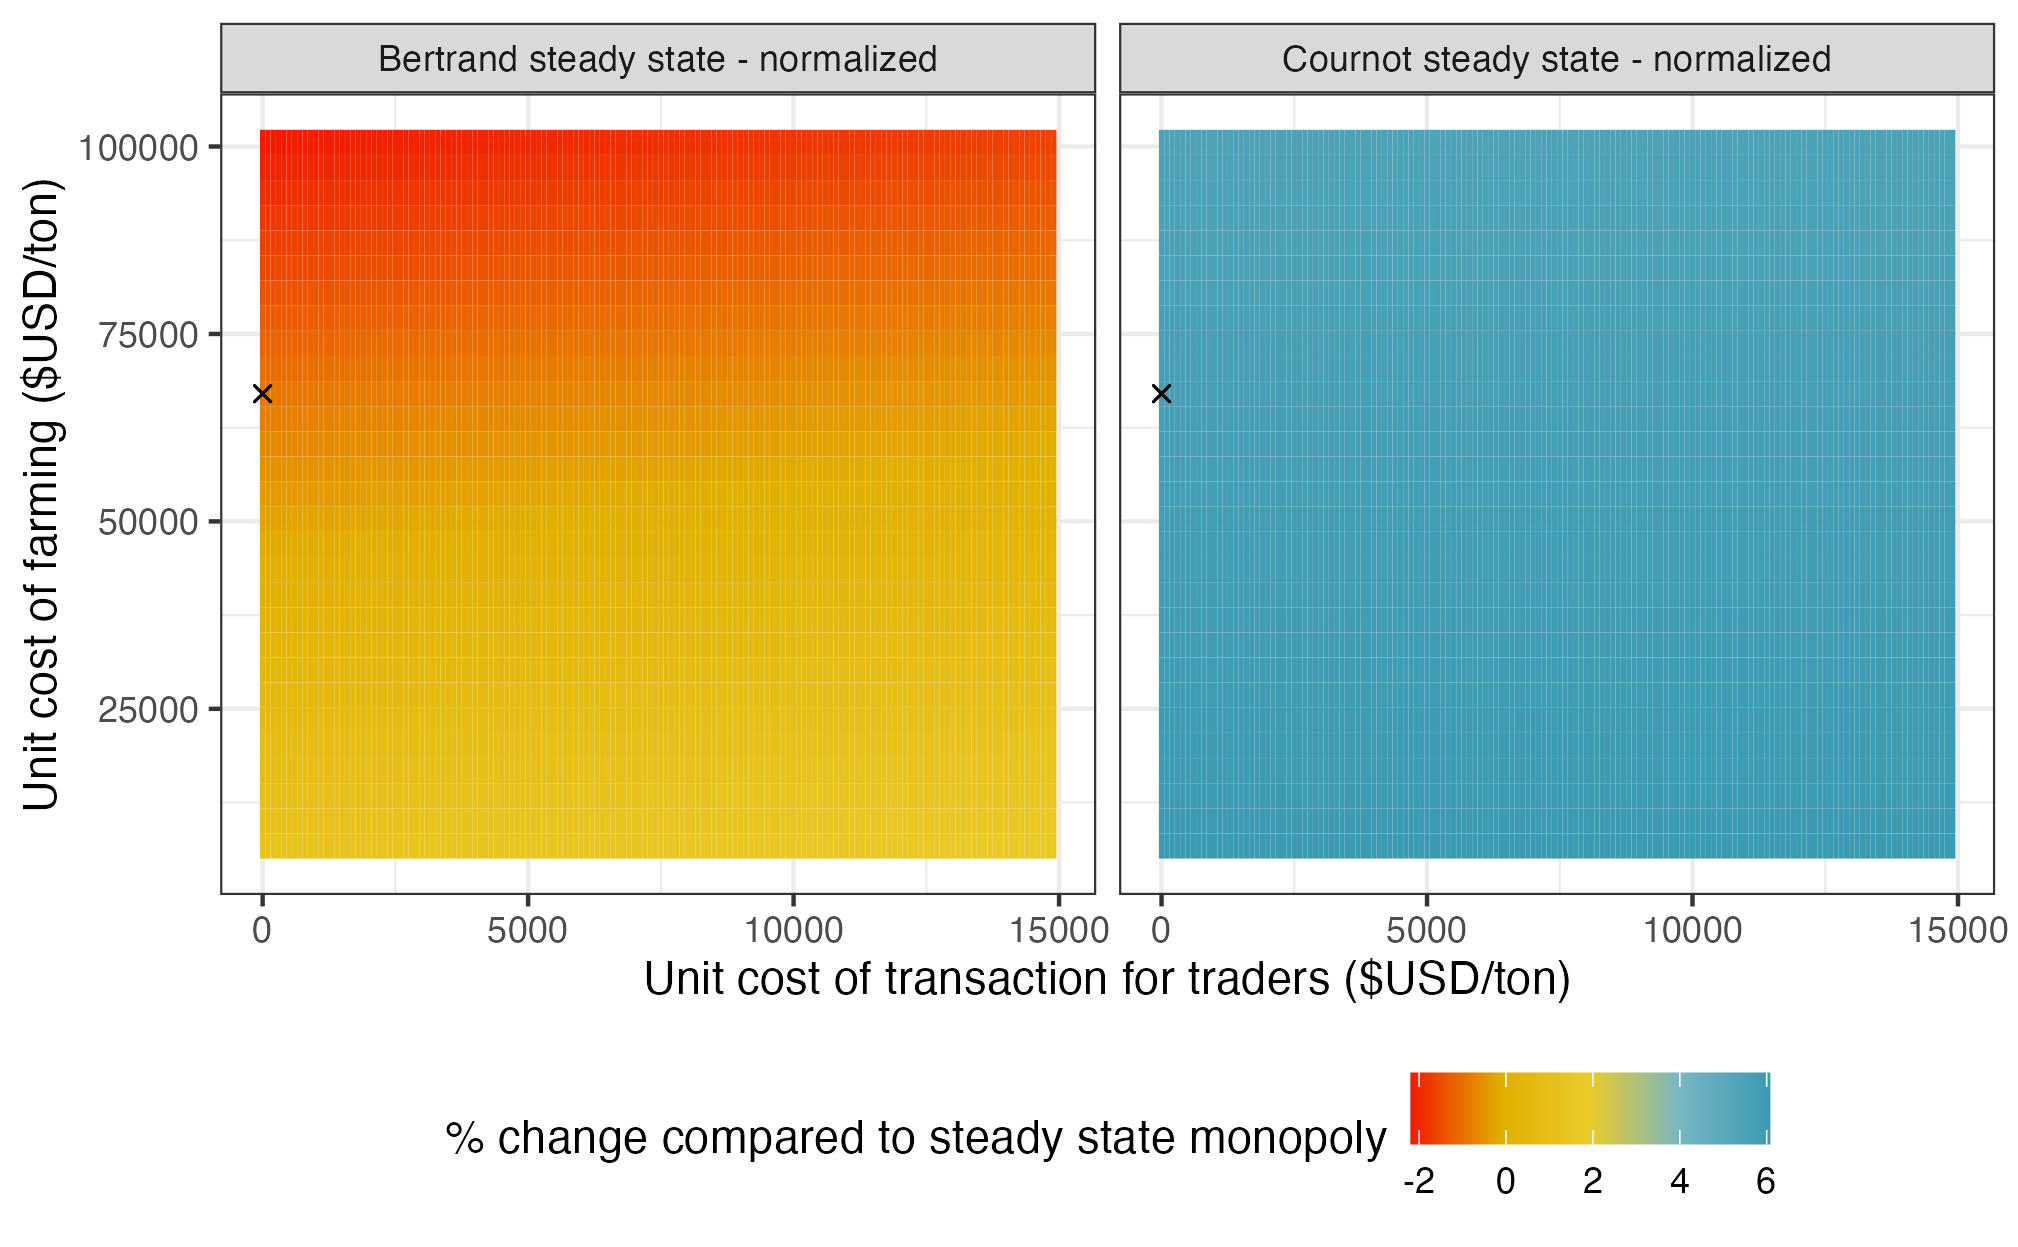 Bertrand steady state - normalized
Cournot steady state - normalized
Unit cost of farming ($USD/ton)
100000
75000
50000
25000
0 5000 10000 15000
0 5000 10000 15000
Unit cost of transaction for traders ($USD/ton)
% change compared to steady state monopoly
-2 0 2 4 6